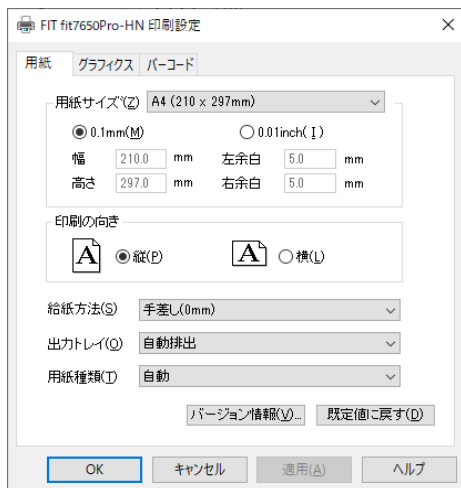 FIT fit7650Pro-HN 印刷設定
用紙 グラフィクス バーコード
用紙サイズ(Z) A4 (210 x 297mm)
0.1mm(M) 0.01inch( I )
幅 210.0 mm 左余白 5.0 mm
高さ 297.0 mm 右余白 5.0 mm
印刷の向き
A 縦(P) A 横(L)
給紙方法(S) 手差し(0mm)
出力トレイ(O) 自動排出
用紙種類(T) 自動
バージョン情報(V)... 既定値に戻す(D)
OK キャンセル 適用(A) ヘルプ